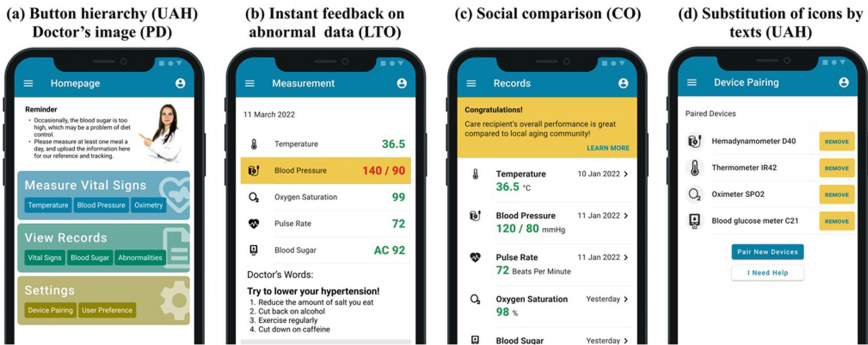 (a) Button hierarchy (UAH)
Doctor's image (PD)
Homepage
Reminder
• Occasionally, the blood sugar is too
high, which may be a problem of diet
control.
• Please measure at least one meal a
day, and upload the information here
for our reference and tracking.
Measure Vital Signs
Temperature Blood Pressure Oximetry
View Records
Vital Signs Blood Sugar Abnormalities
Settings
Device Pairing User Preference
(b) Instant feedback on
abnormal data (LTO)
Measurement
11 March 2022
Temperature 36.5
Blood Pressure 140 / 90
Oxygen Saturation 99
Pulse Rate 72
Blood Sugar AC 92
Doctor's Words:
Try to lower your hypertension!
1. Reduce the amount of salt you eat
2. Cut back on alcohol
3. Exercise regularly
4. Cut down on caffeine
(c) Social comparison (CO)
Records
Congratulations!
Care recipient's overall performance is great
compared to local aging community!
LEARN MORE
Temperature 10 Jan 2022 >
36.5 °C
Blood Pressure 11 Jan 2022 >
120 / 80 mmHg
Pulse Rate 11 Jan 2022 >
72 Beats Per Minute
O₂ Oxygen Saturation Yesterday >
98 %
Blood Sugar Yesterday >
(d) Substitution of icons by
texts (UAH)
Device Pairing
Paired Devices
Hemadynamometer D40 REMOVE
Thermometer IR42 REMOVE
O₂ Oximeter SPO2 REMOVE
Blood glucose meter C21 REMOVE
Pair New Devices
I Need Help